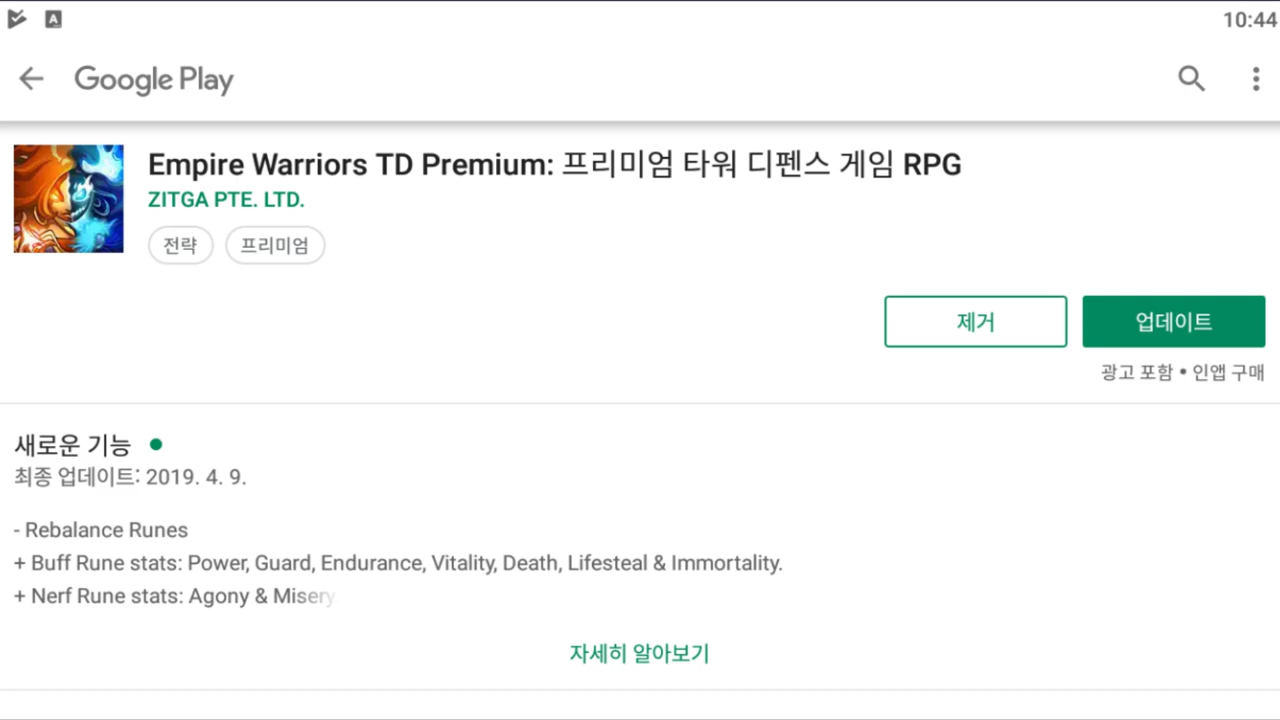 10:44
Google Play
Empire Warriors TD Premium: 프리미엄 타워 디펜스 게임 RPG
ZITGA PTE. LTD.
전략 프리미엄
제거 업데이트
광고 포함 • 인앱 구매
새로운 기능
최종 업데이트: 2019. 4. 9.
- Rebalance Runes
+ Buff Rune stats: Power, Guard, Endurance, Vitality, Death, Lifesteal & Immortality.
+ Nerf Rune stats: Agony & Misery
자세히 알아보기